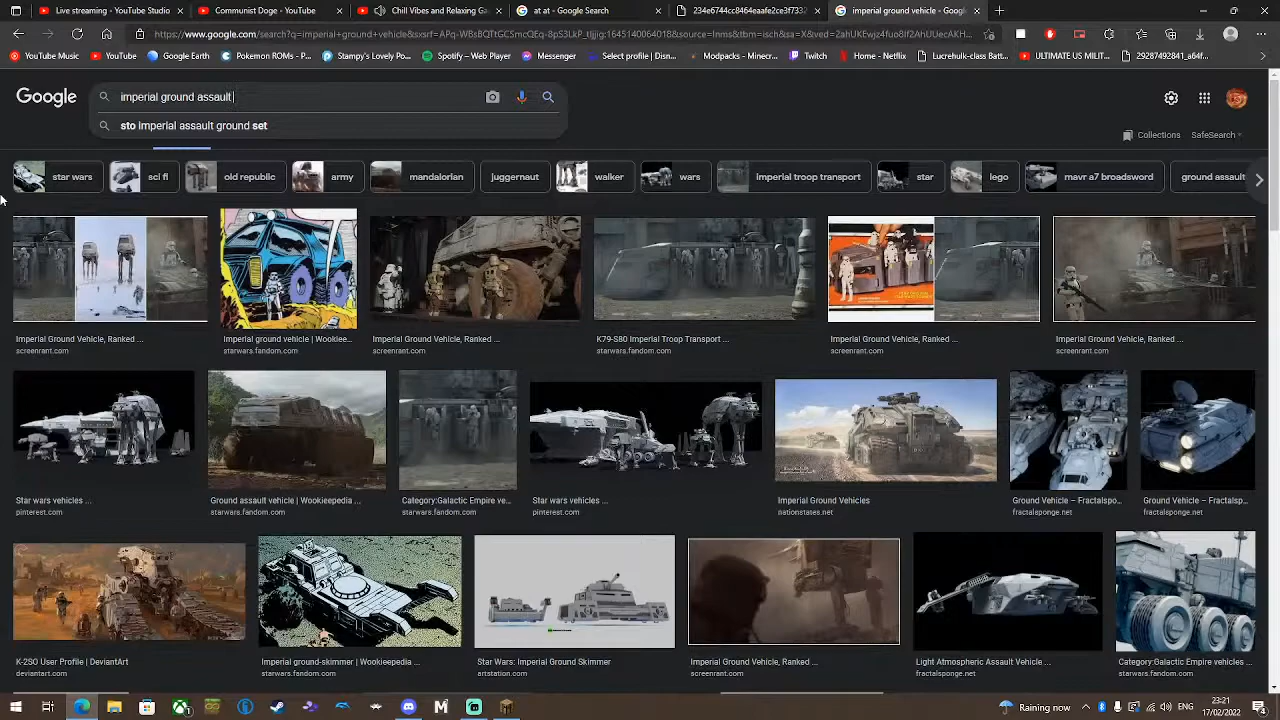 Live streaming - YouTube Studio
Communist Doge - YouTube
Chill Vibes and Relaxing Ga
at at - Google Search
234e6744cc8464eaafe2ce3f7332
imperial ground vehicle - Googl
YouTube Music
YouTube
Google Earth
Creation Pokemons, P...
Stampy's Lovely Po...
Spotify – Web Player
Messenger
Select profile | Disn...
Modpacks - Minecr...
Twitch
Home - Netflix
Lucrehulk-class Batt...
ULTIMATE US MILIT...
29287492841_a64f...
Google
imperial ground assault
sto imperial assault ground set
Collections
SafeSearch
star wars
sci fi
old republic
army
mandalorian
juggernaut
walker
wars
imperial troop transport
star
lego
mavr a7 broadsword
ground assault
Imperial Ground Vehicle, Ranked ...
screenrant.com
Imperial ground vehicle | Wookiee...
starwars.fandom.com
Imperial Ground Vehicle, Ranked ...
screenrant.com
K79-S80 Imperial Troop Transport ...
starwars.fandom.com
Imperial Ground Vehicle, Ranked ...
screenrant.com
Imperial Ground Vehicle, Ranked ...
screenrant.com
Star wars vehicles ...
pinterest.com
Ground assault vehicle | Wookieepedia ...
starwars.fandom.com
Category:Galactic Empire ve...
starwars.fandom.com
Star wars vehicles ...
pinterest.com
Imperial Ground Vehicles
nationstates.net
Ground Vehicle – Fractalspo...
fractalsponge.net
Ground Vehicle – Fractalsp...
fractalsponge.net
K-2SO User Profile | DeviantArt
deviantart.com
Imperial ground-skimmer | Wookieepedia ...
starwars.fandom.com
Star Wars: Imperial Ground Skimmer
artstation.com
Imperial Ground Vehicle, Ranked ...
screenrant.com
Light Atmospheric Assault Vehicle ...
fractalsponge.net
Category:Galactic Empire vehicles ...
starwars.fandom.com
Raining now
23:21
17/02/2022